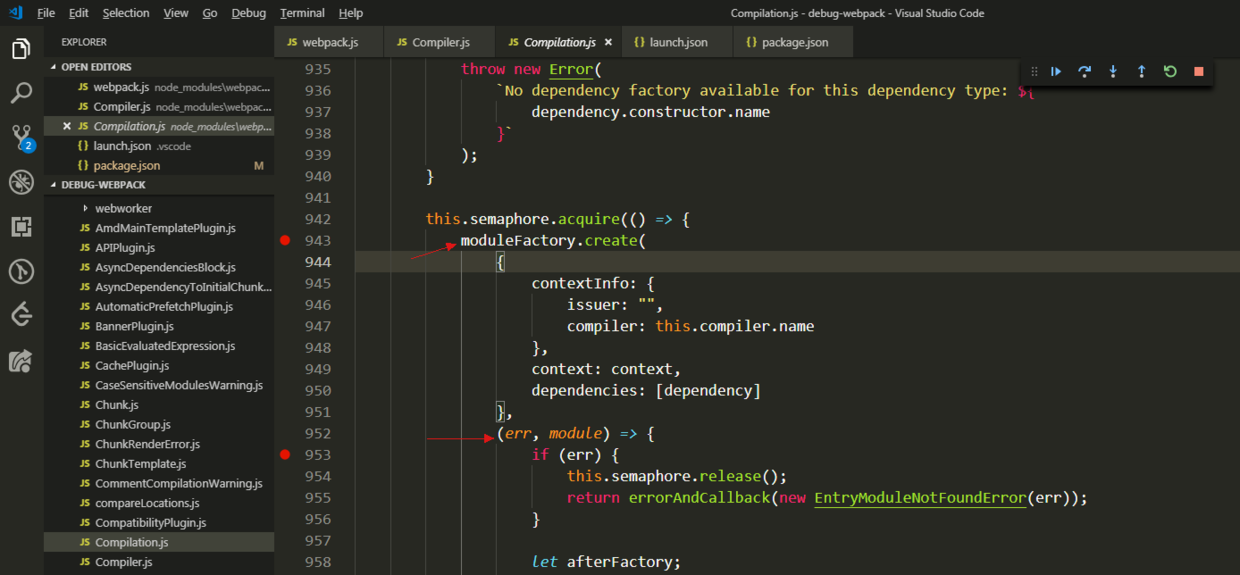 File Edit Selection View Go Debug Terminal Help Compilation.js - debug-webpack - Visual Studio Code
EXPLORER
OPEN EDITORS
JS webpack.js node_modules\webpac...
JS Compiler.js node_modules\webpac...
JS Compilation.js node_modules\webp...
{} launch.json .vscode
{} package.json M
DEBUG-WEBPACK
webworker
JS AmdMainTemplatePlugin.js
JS APIPlugin.js
JS AsyncDependenciesBlock.js
JS AsyncDependencyToInitialChunk...
JS AutomaticPrefetchPlugin.js
JS BannerPlugin.js
JS BasicEvaluatedExpression.js
JS CachePlugin.js
JS CaseSensitiveModulesWarning.js
JS Chunk.js
JS ChunkGroup.js
JS ChunkRenderError.js
JS ChunkTemplate.js
JS CommentCompilationWarning.js
JS compareLocations.js
JS CompatibilityPlugin.js
JS Compilation.js
JS Compiler.js
2
JS webpack.js JS Compiler.js JS Compilation.js {} launch.json {} package.json
935 throw new Error(
936 `No dependency factory available for this dependency type: ${
937 dependency.constructor.name
938 }`
939 );
940 }
941
942 this.semaphore.acquire(() => {
943 moduleFactory.create(
944 {
945 contextInfo: {
946 issuer: "",
947 compiler: this.compiler.name
948 },
949 context: context,
950 dependencies: [dependency]
951 },
952 (err, module) => {
953 if (err) {
954 this.semaphore.release();
955 return errorAndCallback(new EntryModuleNotFoundError(err));
956 }
957
958 let afterFactory;